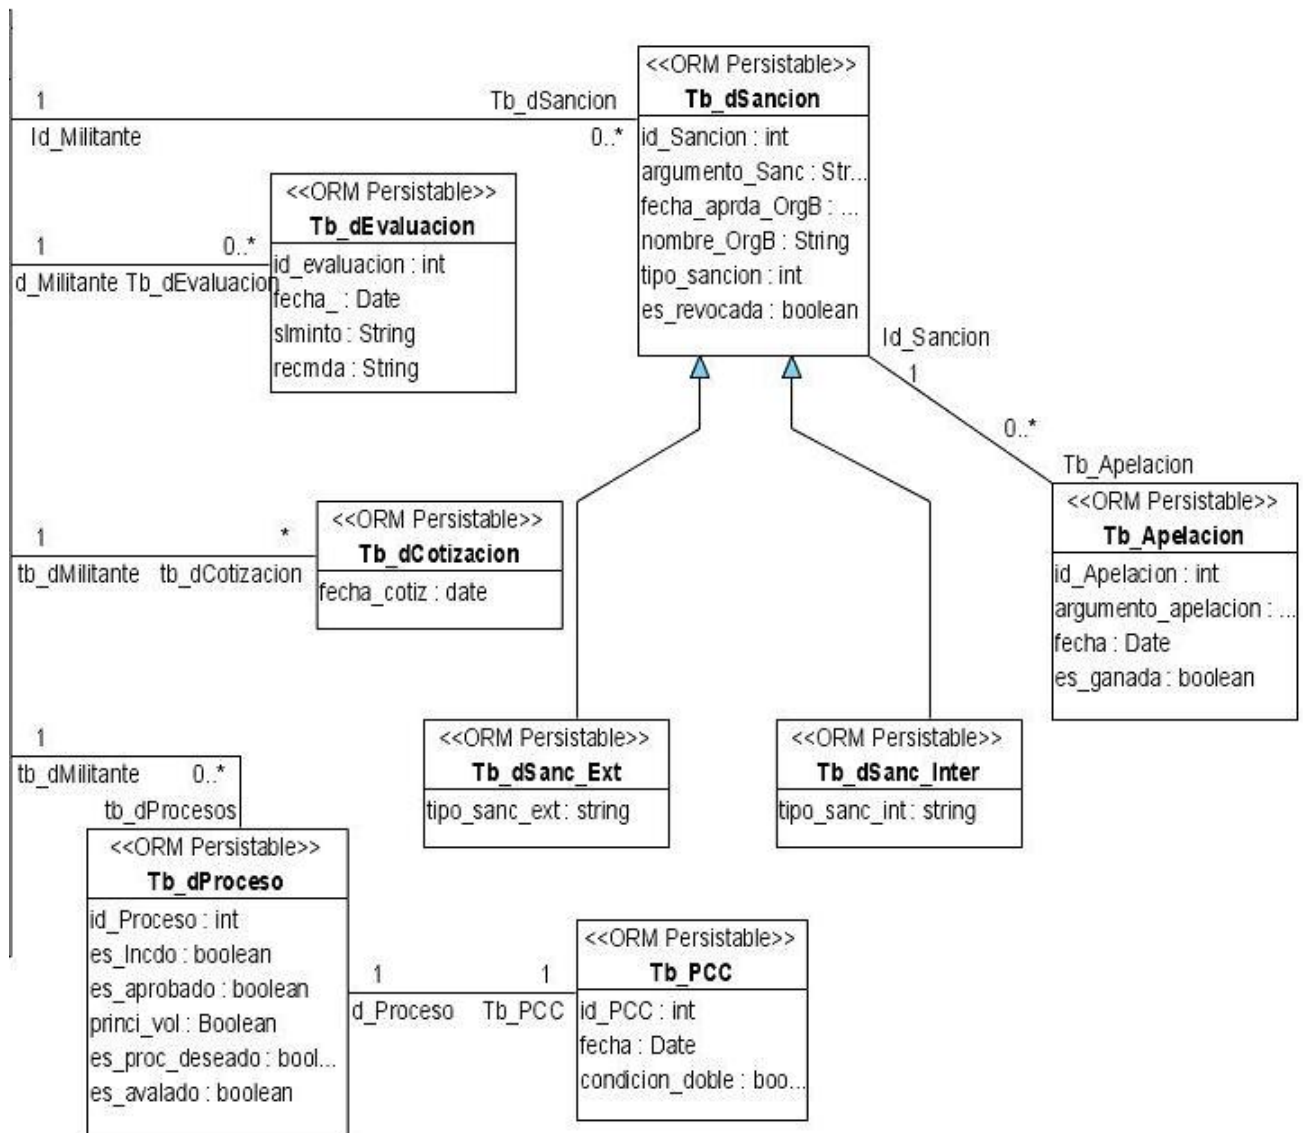 <<ORM Persistable>>
Tb_dSancion
id_Sancion : int
argumento_Sanc : Str...
fecha_aprda_OrgB : ...
nombre_OrgB : String
tipo_sancion : int
es_revocada : boolean
1
Id_Militante
Tb_dSancion
0..*
<<ORM Persistable>>
Tb_dEvaluacion
id_evaluacion : int
fecha_ : Date
slminto : String
recmda : String
1
0..*
d_Militante Tb_dEvaluacion
Id_Sancion
1
0..*
Tb_Apelacion
<<ORM Persistable>>
Tb_Apelacion
id_Apelacion : int
argumento_apelacion : ...
fecha : Date
es_ganada : boolean
1
*
tb_dMilitante tb_dCotizacion
<<ORM Persistable>>
Tb_dCotizacion
fecha_cotiz : date
<<ORM Persistable>>
Tb_dSanc_Ext
tipo_sanc_ext : string
<<ORM Persistable>>
Tb_dSanc_Inter
tipo_sanc_int : string
1
tb_dMilitante
0..*
tb_dProcesos
<<ORM Persistable>>
Tb_dProceso
id_Proceso : int
es_Incdo : boolean
es_aprobado : boolean
princi_vol : Boolean
es_proc_deseado : bool...
es_avalado : boolean
1
1
d_Proceso
Tb_PCC
<<ORM Persistable>>
Tb_PCC
id_PCC : int
fecha : Date
condicion_doble : boo...